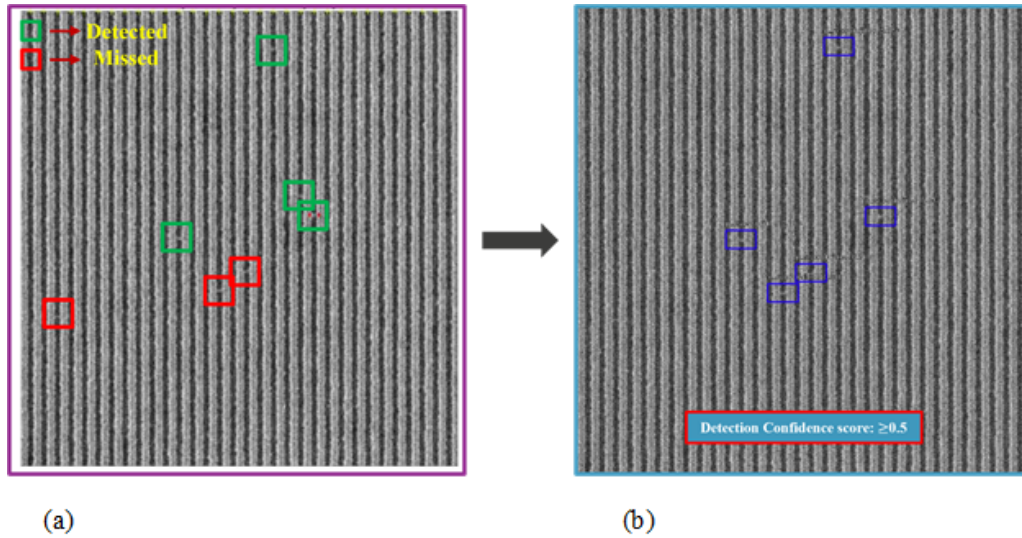 Detected
Missed
Detection Confidence score: ≥0.5
(a)
(b)